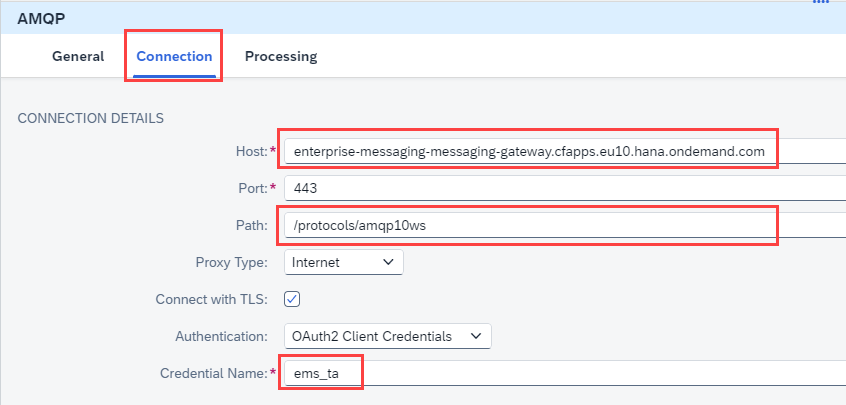 AMQP
General Connection Processing
CONNECTION DETAILS
Host:* enterprise-messaging-messaging-gateway.cfapps.eu10.hana.ondemand.com
Port:* 443
Path: /protocols/amqp10ws
Proxy Type: Internet
Connect with TLS:
Authentication: OAuth2 Client Credentials
Credential Name:* ems_ta